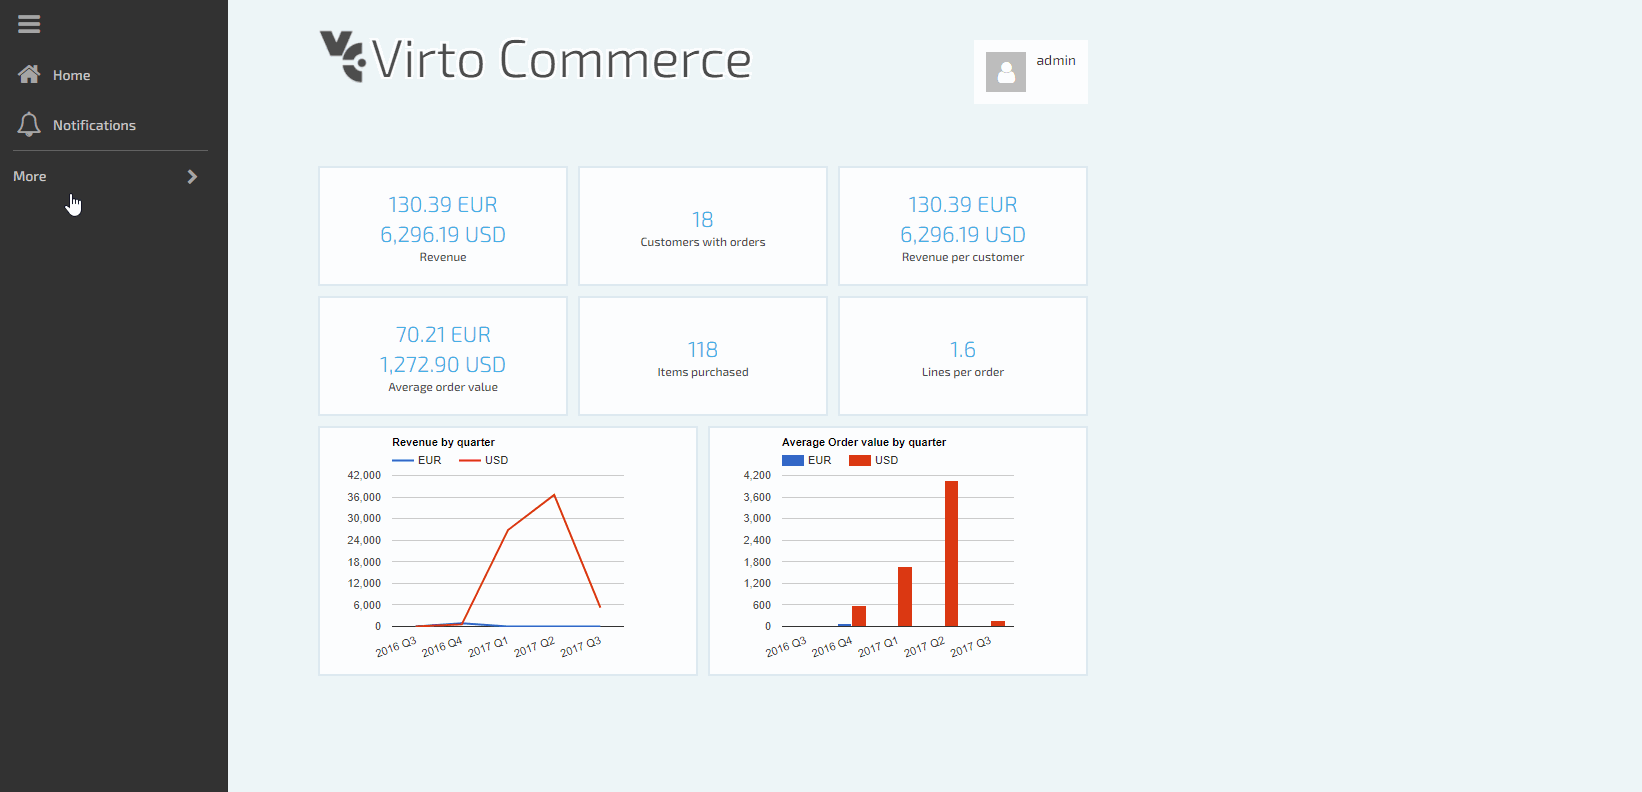 Home
Notifications
More
Virto Commerce
admin
130.39 EUR
6,296.19 USD
Revenue
18
Customers with orders
130.39 EUR
6,296.19 USD
Revenue per customer
70.21 EUR
1,272.90 USD
Average order value
118
Items purchased
1.6
Lines per order
Revenue by quarter
EUR USD
42,000
36,000
30,000
24,000
18,000
12,000
6,000
0
2016 Q3 2016 Q4 2017 Q1 2017 Q2 2017 Q3
Average Order value by quarter
EUR USD
4,200
3,600
3,000
2,400
1,800
1,200
600
0
2016 Q3 2016 Q4 2017 Q1 2017 Q2 2017 Q3